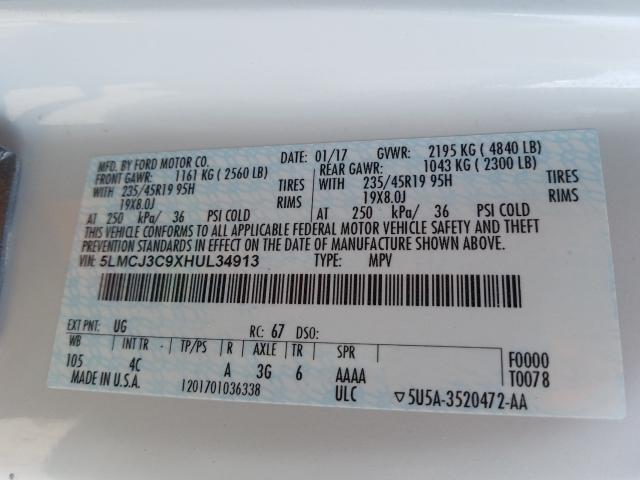 MFD. BY FORD MOTOR CO.
DATE: 01/17 GVWR: 2195 KG ( 4840 LB)
FRONT GAWR: 1161 KG ( 2560 LB) REAR GAWR: 1043 KG ( 2300 LB)
WITH 235/45R19 95H TIRES WITH 235/45R19 95H TIRES
19X8.0J RIMS 19X8.0J RIMS
AT 250 kPa/ 36 PSI COLD AT 250 kPa/ 36 PSI COLD
THIS VEHICLE CONFORMS TO ALL APPLICABLE FEDERAL MOTOR VEHICLE SAFETY AND THEFT
PREVENTION STANDARDS IN EFFECT ON THE DATE OF MANUFACTURE SHOWN ABOVE.
VIN: 5LMCJ3C9XHUL34913 TYPE: MPV
EXT PNT: UG RC: 67 DSO:
WB INT TR - TP/PS R AXLE TR SPR F0000
105 4C A 3G 6 AAAA T0078
MADE IN U.S.A. 1201701036338 ULC ▽5U5A-3520472-AA